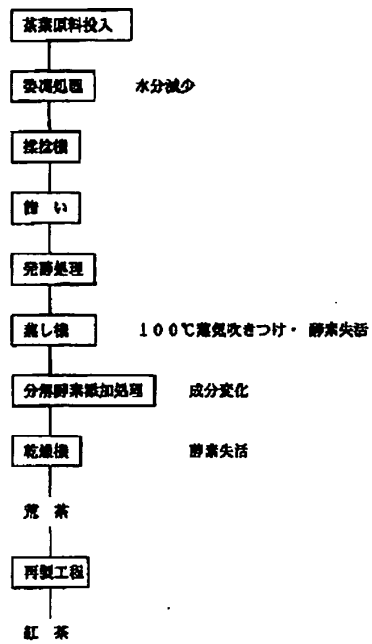 茶葉原料投入
萎凋処理 水分減少
揉捻機
篩い
発酵処理
蒸し機 100℃蒸気吹きつけ・酵素失活
分解酵素添加処理 成分変化
乾燥機 酵素失活
荒茶
再製工程
紅茶